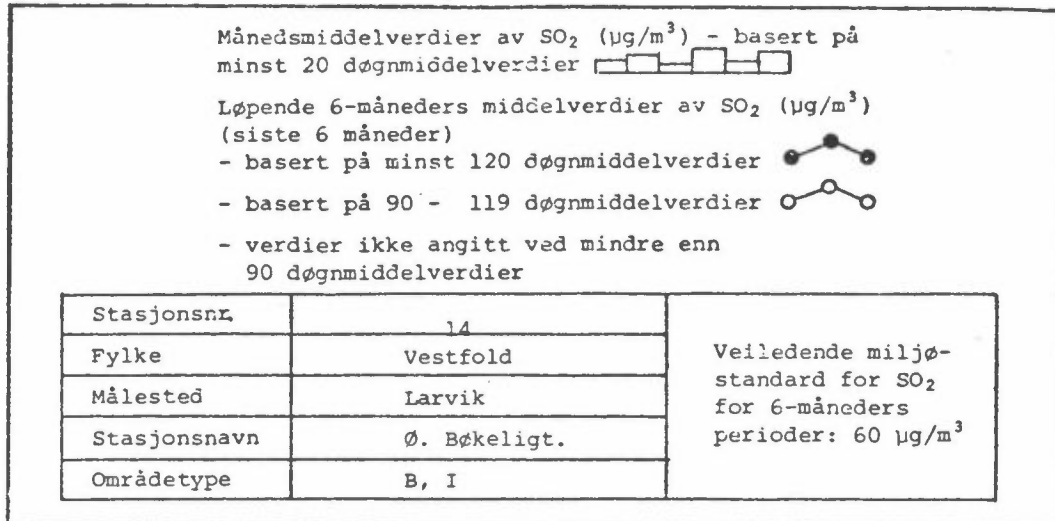 Månedsmiddelverdier av SO₂ (µg/m³) - basert på
minst 20 døgnmiddelverdier
Løpende 6-måneders middelverdier av SO₂ (µg/m³)
(siste 6 måneder)
- basert på minst 120 døgnmiddelverdier
- basert på 90 - 119 døgnmiddelverdier
- verdier ikke angitt ved mindre enn
90 døgnmiddelverdier
Stasjonsnr. 14
Fylke Vestfold
Målested Larvik
Stasjonsnavn Ø. Bøkeligt.
Områdetype B, I
Veiledende miljø-
standard for SO₂
for 6-måneders
perioder: 60 µg/m³